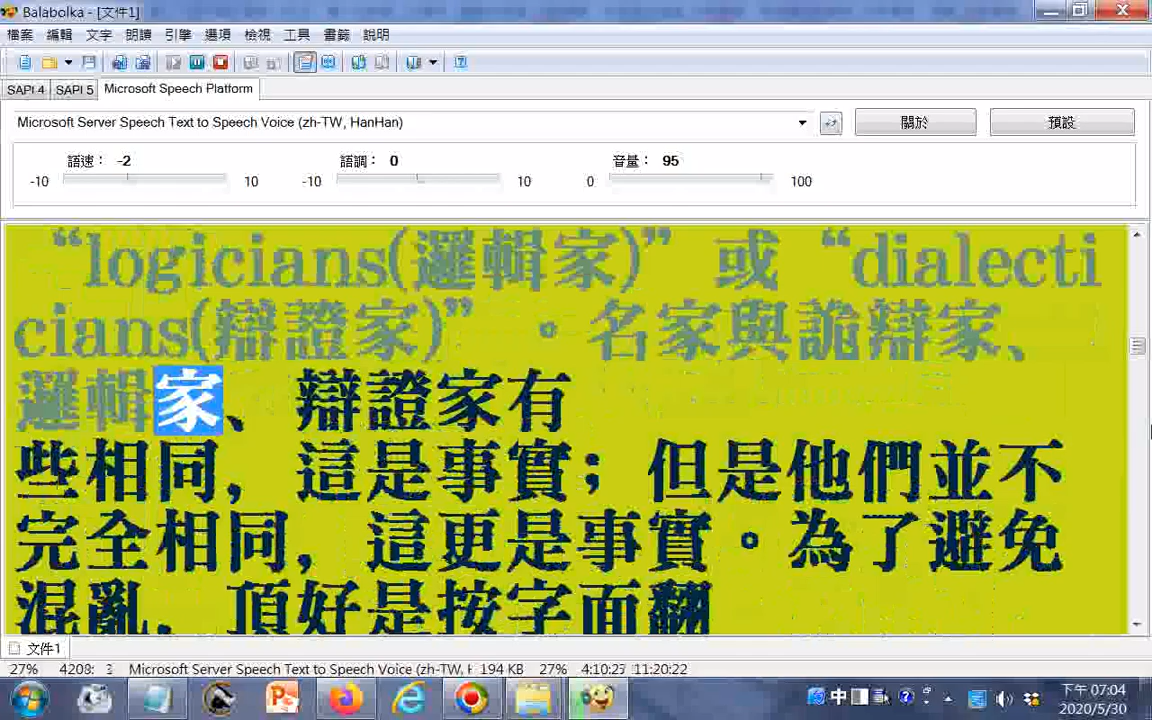 Balabolka - [文件1]
檔案 編輯 文字 朗讀 引擎 選項 檢視 工具 書籤 說明
SAPI 4 SAPI 5 Microsoft Speech Platform
Microsoft Server Speech Text to Speech Voice (zh-TW, HanHan) 關於 預設
語速： -2 語調： 0 音量： 95
-10 10 -10 10 0 100
“logicians(邏輯家)”或“dialecti
cians(辯證家)”。名家與詭辯家、
邏輯家、辯證家有
些相同，這是事實；但是他們並不
完全相同，這更是事實。為了避免
混亂，頂好是按字面翻
文件1
27% 4208: Microsoft Server Speech Text to Speech Voice (zh-TW, 194 KB 27% 4:10:27 11:20:22
中 下午 07:04
2020/5/30